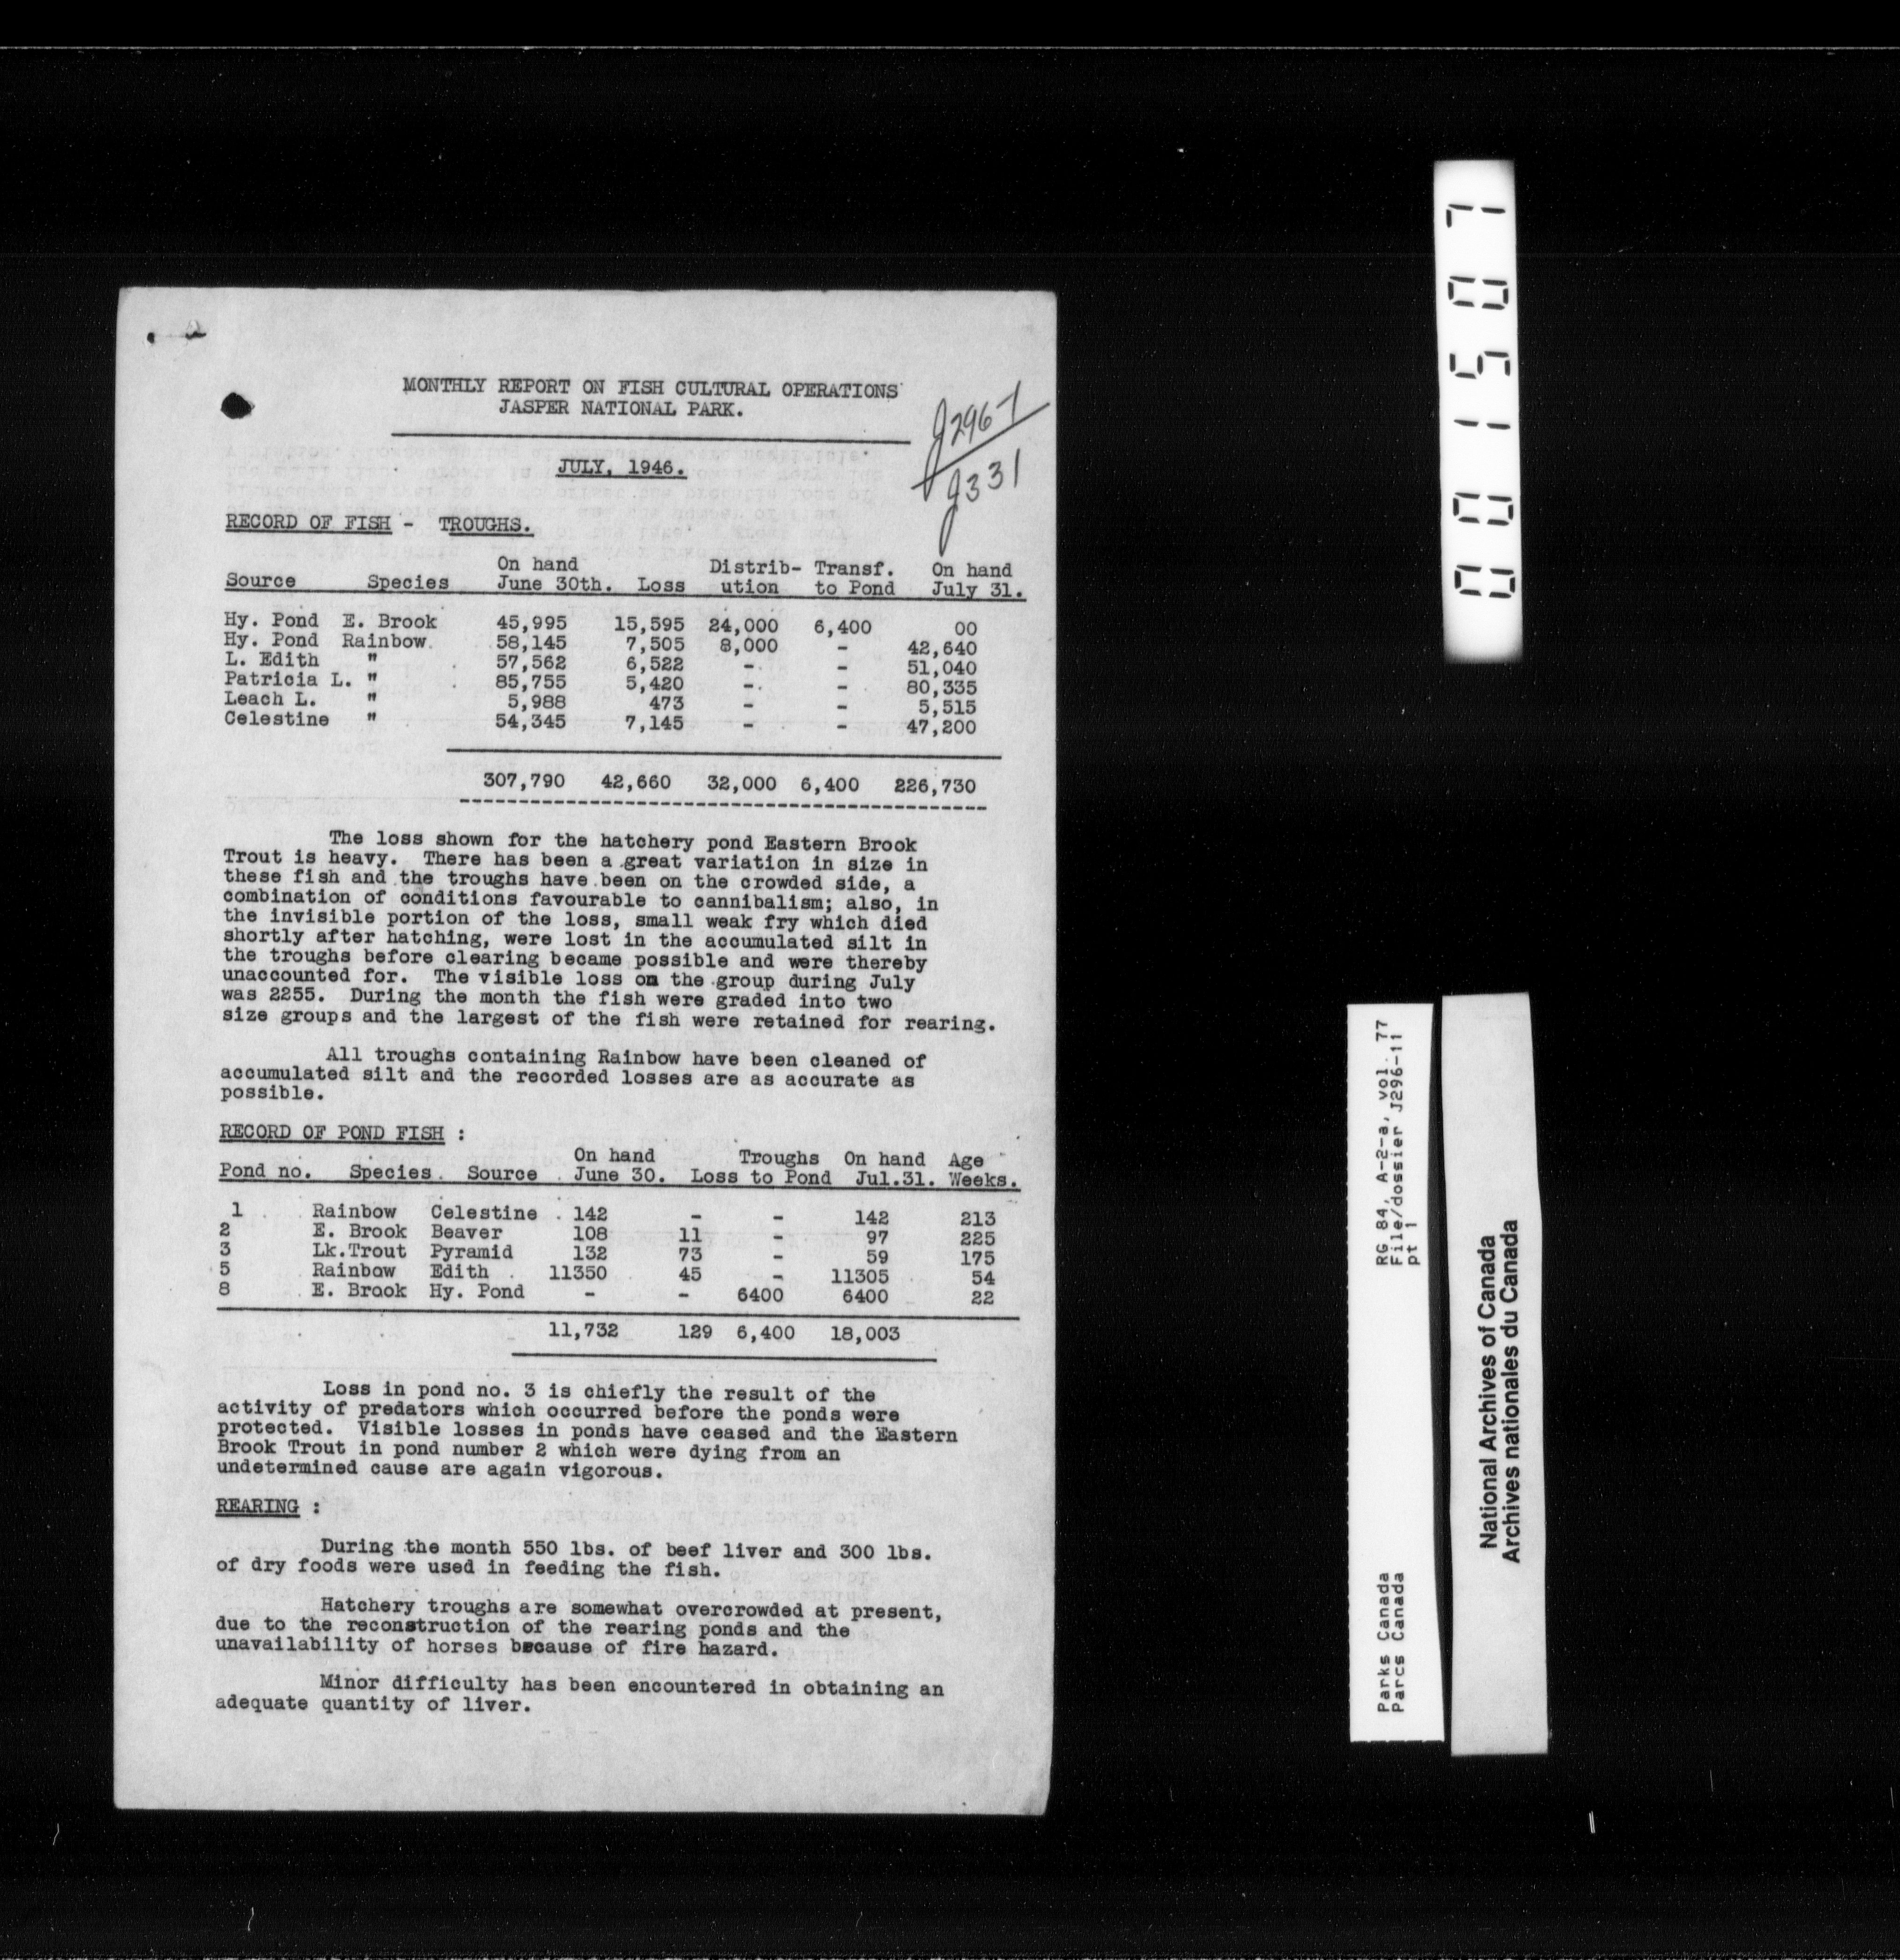 MONTHLY REPORT ON FISH CULTURAL OPERATIONS
JASPER NATIONAL PARK.
J296-1
J331
JULY, 1946.
RECORD OF FISH - TROUGHS.
On hand Distrib- Transf. On hand
Source Species June 30th. Loss ution to Pond July 31.
Hy. Pond E. Brook 45,995 15,595 24,000 6,400 00
Hy. Pond Rainbow 58,145 7,505 8,000 - 42,640
L. Edith " 57,562 6,522 - - 51,040
Patricia L. " 85,755 5,420 - - 80,335
Leach L. " 5,988 473 - - 5,515
Celestine " 54,345 7,145 - - 47,200
307,790 42,660 32,000 6,400 226,730
The loss shown for the hatchery pond Eastern Brook
Trout is heavy. There has been a great variation in size in
these fish and the troughs have been on the crowded side, a
combination of conditions favourable to cannibalism; also, in
the invisible portion of the loss, small weak fry which died
shortly after hatching, were lost in the accumulated silt in
the troughs before clearing became possible and were thereby
unaccounted for. The visible loss on the group during July
was 2255. During the month the fish were graded into two
size groups and the largest of the fish were retained for rearing.
All troughs containing Rainbow have been cleaned of
accumulated silt and the recorded losses are as accurate as
possible.
RECORD OF POND FISH :
On hand Troughs On hand Age
Pond no. Species Source June 30. Loss to Pond Jul.31. Weeks.
1 Rainbow Celestine 142 - - 142 213
2 E. Brook Beaver 108 11 - 97 225
3 Lk.Trout Pyramid 132 73 - 59 175
5 Rainbow Edith 11350 45 - 11305 54
8 E. Brook Hy. Pond - - 6400 6400 22
11,732 129 6,400 18,003
Loss in pond no. 3 is chiefly the result of the
activity of predators which occurred before the ponds were
protected. Visible losses in ponds have ceased and the Eastern
Brook Trout in pond number 2 which were dying from an
undetermined cause are again vigorous.
REARING :
During the month 550 lbs. of beef liver and 300 lbs.
of dry foods were used in feeding the fish.
Hatchery troughs are somewhat overcrowded at present,
due to the reconstruction of the rearing ponds and the
unavailability of horses because of fire hazard.
Minor difficulty has been encountered in obtaining an
adequate quantity of liver.
001507
RG 84, A-2-a, vol. 77
File/dossier J296-11
pt 1
Parks Canada
Parcs Canada
National Archives of Canada
Archives nationales du Canada